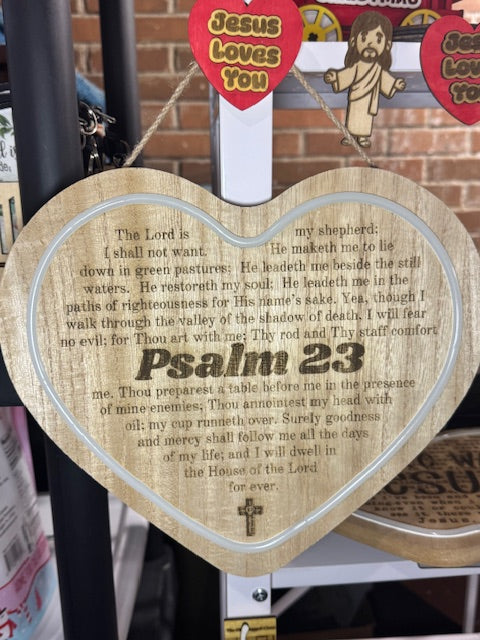 Jesus
Loves
You
The Lord is my shepherd;
I shall not want. He maketh me to lie
down in green pastures; He leadeth me beside the still
waters. He restoreth my soul; He leadeth me in the
paths of righteousness for His name's sake. Yea, though I
walk through the valley of the shadow of death, I will fear
no evil; for Thou art with me; Thy rod and Thy staff comfort
Psalm 23
me. Thou preparest a table before me in the presence
of mine enemies; Thou annointest my head with
oil; my cup runneth over. Surely goodness
and mercy shall follow me all the days
of my life; and I will dwell in
the House of the Lord
for ever.
Jesus